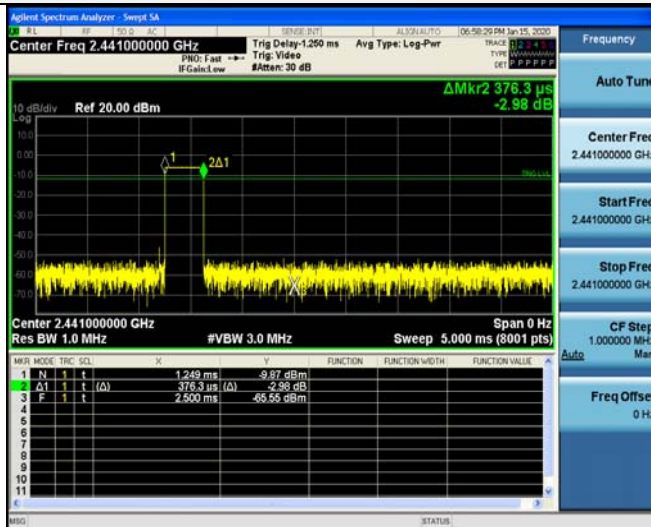 Agilent Spectrum Analyzer - Swept SA
RL RF 50 Ω AC SENSE:INT ALIGN AUTO 06:58:29 PM Jan 15, 2020
Center Freq 2.441000000 GHz
PNO: Fast
IFGain:Low
Trig Delay-1.250 ms
Trig: Video
#Atten: 30 dB
Avg Type: Log-Pwr
TRACE 1 2 3 4 5 6
TYPE
DET P P P P P P
ΔMkr2 376.3 µs
-2.98 dB
10 dB/div Ref 20.00 dBm
Log
10.0
0.00
-10.0
-20.0
-30.0
-40.0
-50.0
-60.0
-70.0
1
2Δ1
TRIG LVL
Center 2.441000000 GHz Span 0 Hz
Res BW 1.0 MHz #VBW 3.0 MHz Sweep 5.000 ms (8001 pts)
MKR MODE TRC SCL X Y FUNCTION FUNCTION WIDTH FUNCTION VALUE
1 N 1 t 1.249 ms -9.87 dBm
2 Δ1 1 t (Δ) 376.3 µs (Δ) -2.98 dB
3 F 1 t 2.500 ms -65.55 dBm
4
5
6
7
8
9
10
11
MSG STATUS
Frequency
Auto Tune
Center Freq
2.441000000 GHz
Start Freq
2.441000000 GHz
Stop Freq
2.441000000 GHz
CF Step
1.000000 MHz
Auto Man
Freq Offset
0 Hz